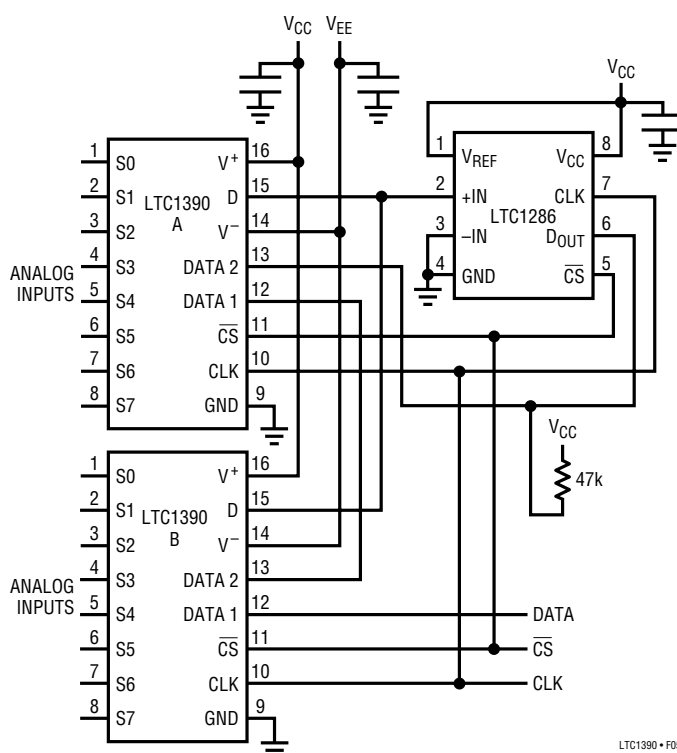 VCC VEE
VCC
1 S0 V+ 16
2 S1 D 15
3 S2 V− 14
4 S3 DATA 2 13
5 S4 DATA 1 12
6 S5 CS 11
7 S6 CLK 10
8 S7 GND 9
LTC1390
A
ANALOG
INPUTS
1 VREF VCC 8
2 +IN CLK 7
3 −IN DOUT 6
4 GND CS 5
LTC1286
VCC
47k
1 S0 V+ 16
2 S1 D 15
3 S2 V− 14
4 S3 DATA 2 13
5 S4 DATA 1 12
6 S5 CS 11
7 S6 CLK 10
8 S7 GND 9
LTC1390
B
ANALOG
INPUTS
DATA
CS
CLK